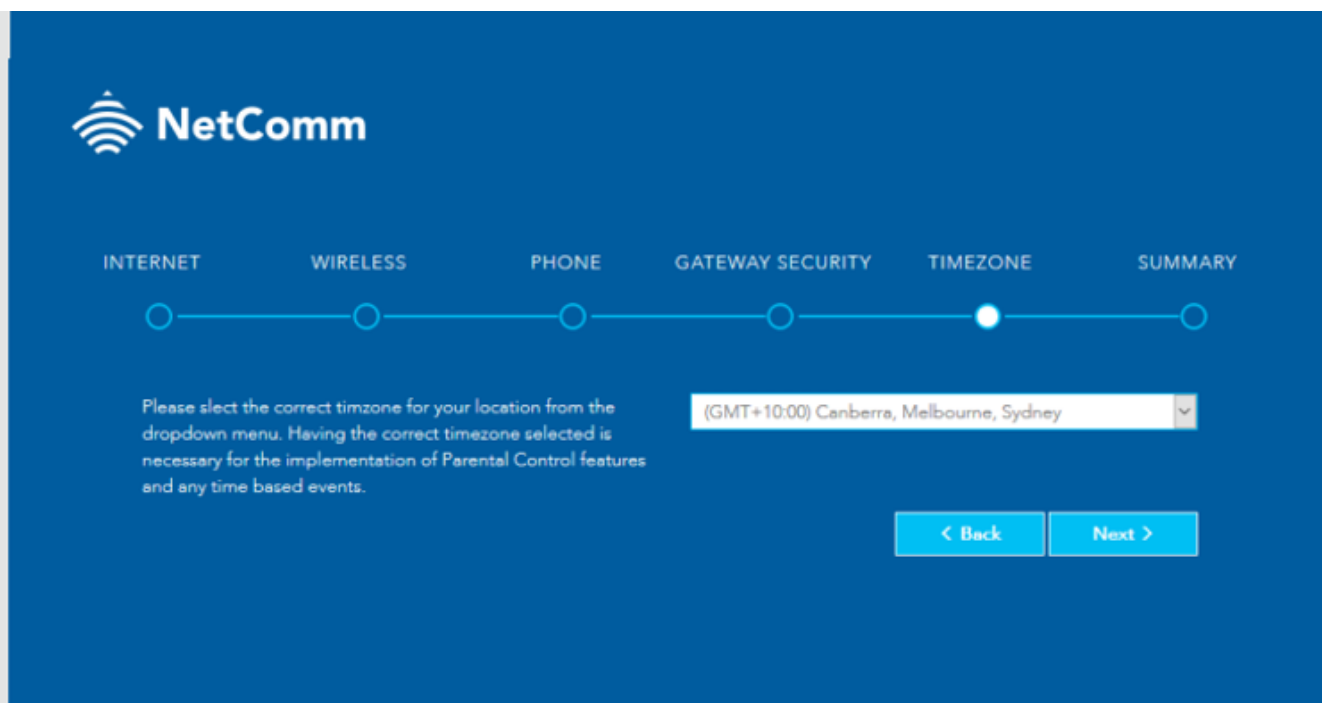 NetComm
INTERNET WIRELESS PHONE GATEWAY SECURITY TIMEZONE SUMMARY
Please slect the correct timzone for your location from the
dropdown menu. Having the correct timezone selected is
necessary for the implementation of Parental Control features
and any time based events.
(GMT+10:00) Canberra, Melbourne, Sydney
< Back Next >